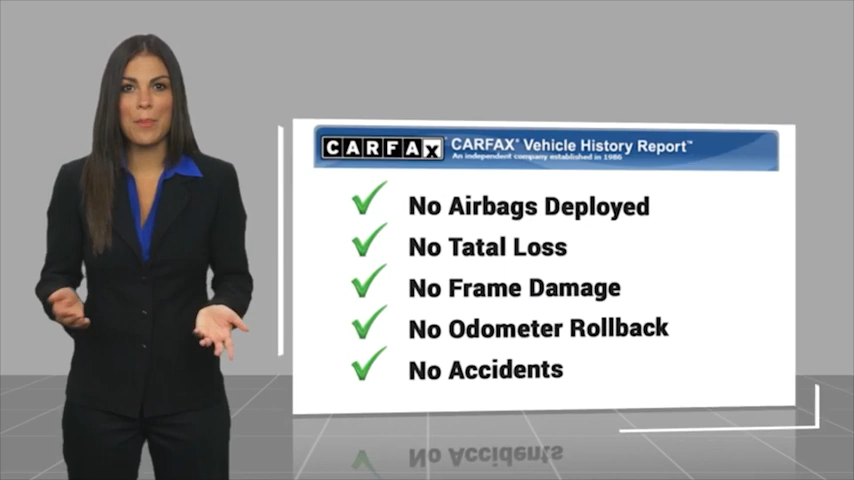 CARFAX CARFAX® Vehicle History Report™
An independent company established in 1986
No Airbags Deployed
No Tatal Loss
No Frame Damage
No Odometer Rollback
No Accidents
No Accidents